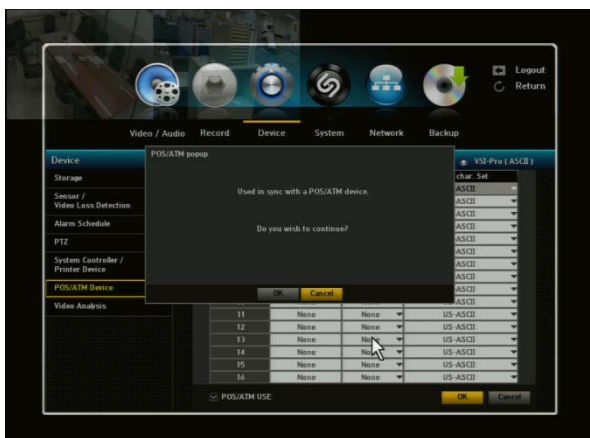 Logout
Return
Video / Audio Record Device System Network Backup
Device
POS/ATM popup
VSI-Pro ( ASCII )
Storage
char. Set
Used in sync with a POS/ATM device.
-ASCII
Sensor /
Video Loss Detection
-ASCII
-ASCII
Alarm Schedule
Do you wish to continue?
-ASCII
PTZ
-ASCII
-ASCII
System Controller /
Printer Device
-ASCII
-ASCII
POS/ATM Device
OK Cancel
-ASCII
Video Analysis
US-ASCII
11 None None US-ASCII
12 None None US-ASCII
13 None US-ASCII
14 None None US-ASCII
15 None None US-ASCII
16 None None US-ASCII
POS/ATM USE
OK Cancel